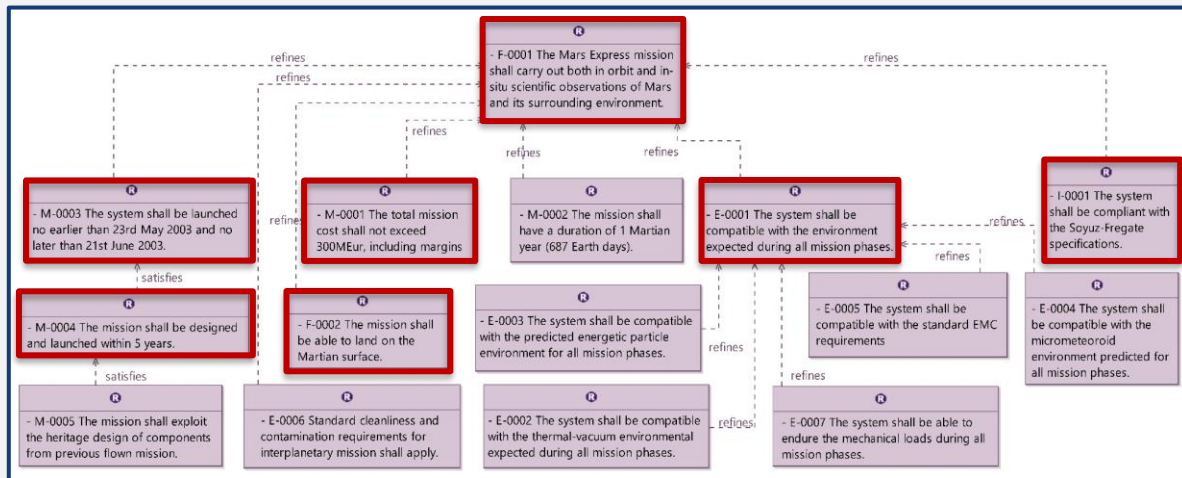 R
- F-0001 The Mars Express mission
shall carry out both in orbit and in-
situ scientific observations of Mars
and its surrounding environment.
refines
refines
refines
refines
refines
refines
refines
R
- M-0003 The system shall be launched
no earlier than 23rd May 2003 and no
later than 21st June 2003.
R
- M-0001 The total mission
cost shall not exceed
300MEur, including margins
R
- M-0002 The mission shall
have a duration of 1 Martian
year (687 Earth days).
R
- E-0001 The system shall be
compatible with the environment
expected during all mission phases.
R
- I-0001 The system
shall be compliant with
the Soyuz-Fregate
specifications.
refines
refines
satisfies
R
- M-0004 The mission shall be designed
and launched within 5 years.
R
- F-0002 The mission shall
be able to land on the
Martian surface.
R
- E-0003 The system shall be compatible
with the predicted energetic particle
environment for all mission phases.
R
- E-0005 The system shall be
compatible with the standard EMC
requirements
R
- E-0004 The system shall
be compatible with the
micrometeoroid
environment predicted for
all mission phases.
satisfies
refines
refines
refines
R
- M-0005 The mission shall exploit
the heritage design of components
from previous flown mission.
R
- E-0006 Standard cleanliness and
contamination requirements for
interplanetary mission shall apply.
R
- E-0002 The system shall be compatible
with the thermal-vacuum environmental
expected during all mission phases.
R
- E-0007 The system shall be able to
endure the mechanical loads during all
mission phases.